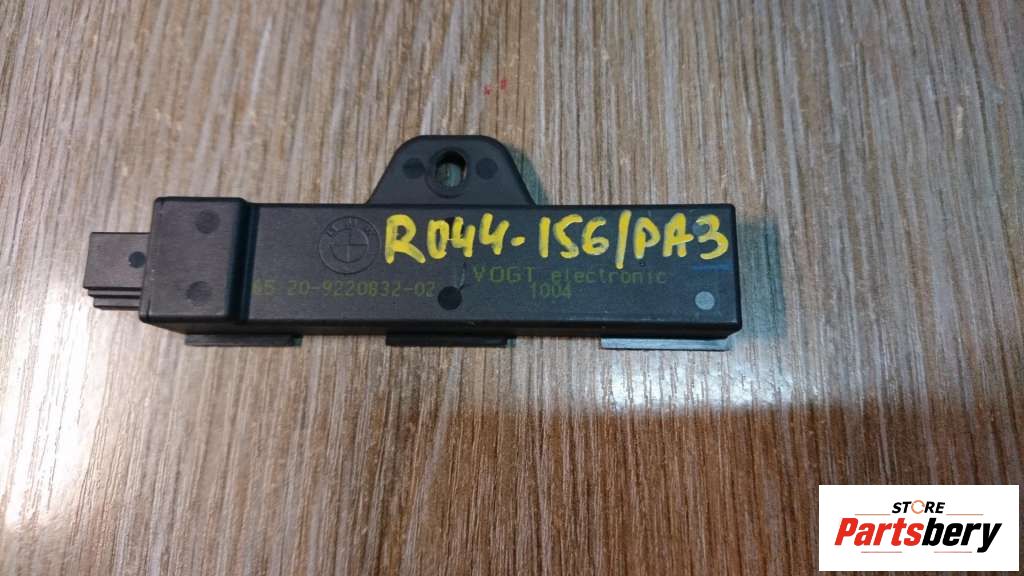 R044-156/PA3
VOGT electronic
65 20-9220832-02 1004
STORE
Partsbery